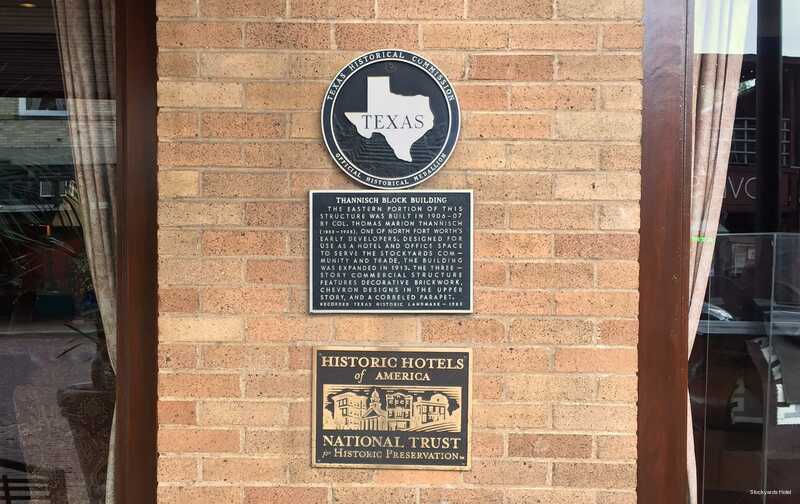 TEXAS HISTORICAL COMMISSION
TEXAS
OFFICIAL HISTORICAL MEDALLION
THANNISCH BLOCK BUILDING
THE EASTERN PORTION OF THIS
STRUCTURE WAS BUILT IN 1906-07
BY COL. THOMAS MARION THANNISCH
(1853-1935), ONE OF NORTH FORT WORTH'S
EARLY DEVELOPERS. DESIGNED FOR
USE AS A HOTEL AND OFFICE SPACE
TO SERVE THE STOCKYARDS COM-
MUNITY AND TRADE, THE BUILDING
WAS EXPANDED IN 1913. THE THREE-
STORY COMMERCIAL STRUCTURE
FEATURES DECORATIVE BRICKWORK,
CHEVRON DESIGNS IN THE UPPER
STORY, AND A CORBELED PARAPET.
RECORDED TEXAS HISTORIC LANDMARK-1983
HISTORIC HOTELS
of AMERICA
NATIONAL TRUST
for HISTORIC PRESERVATION
Stockyards Hotel